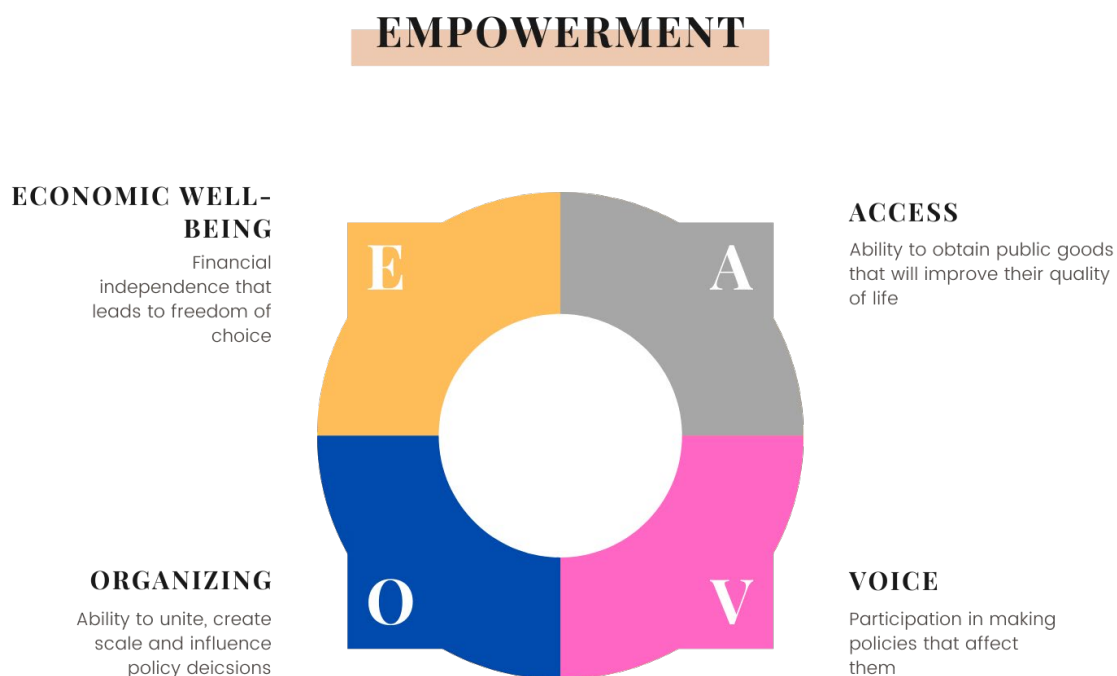 EMPOWERMENT
ECONOMIC WELL-
BEING
Financial
independence that
leads to freedom of
choice
E
A
ACCESS
Ability to obtain public goods
that will improve their quality
of life
ORGANIZING
Ability to unite, create
scale and influence
policy deicsions
O
V
VOICE
Participation in making
policies that affect
them